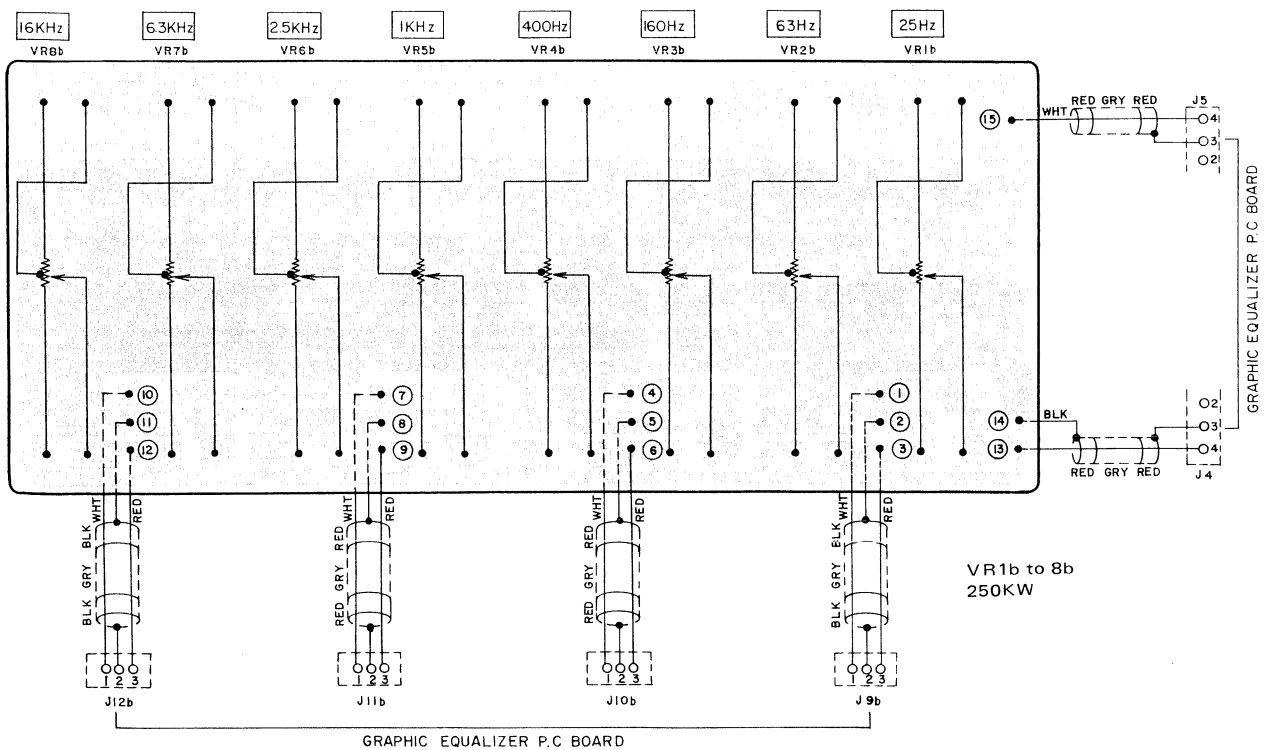 16KHz 6.3KHz 2.5KHz 1KHz 400Hz 160Hz 63Hz 25Hz
VR8b VR7b VR6b VR5b VR4b VR3b VR2b VR1b
J5
RED GRY RED
WHT
15
4
3
2
GRAPHIC EQUALIZER P.C BOARD
10 7 4 1
11 8 5 2
12 9 6 3
14 BLK
13
2
3
4
RED GRY RED
J4
WHT RED WHT RED WHT RED WHT RED
BLK GRY BLK
RED GRY RED
RED GRY RED
BLK GRY BLK
VR1b to 8b
250KW
1 2 3 1 2 3 1 2 3 1 2 3
J12b J11b J10b J9b
GRAPHIC EQUALIZER P.C BOARD